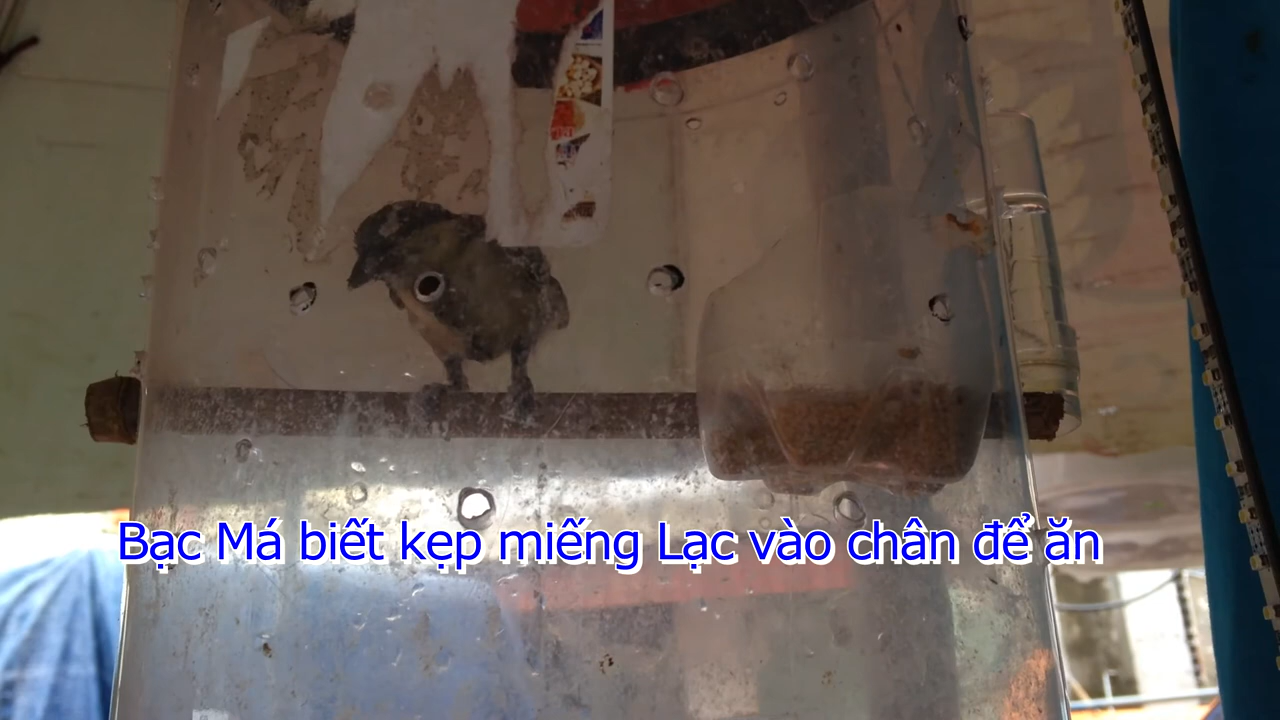 Bạc Má biết kẹp miếng Lạc vào chân để ăn